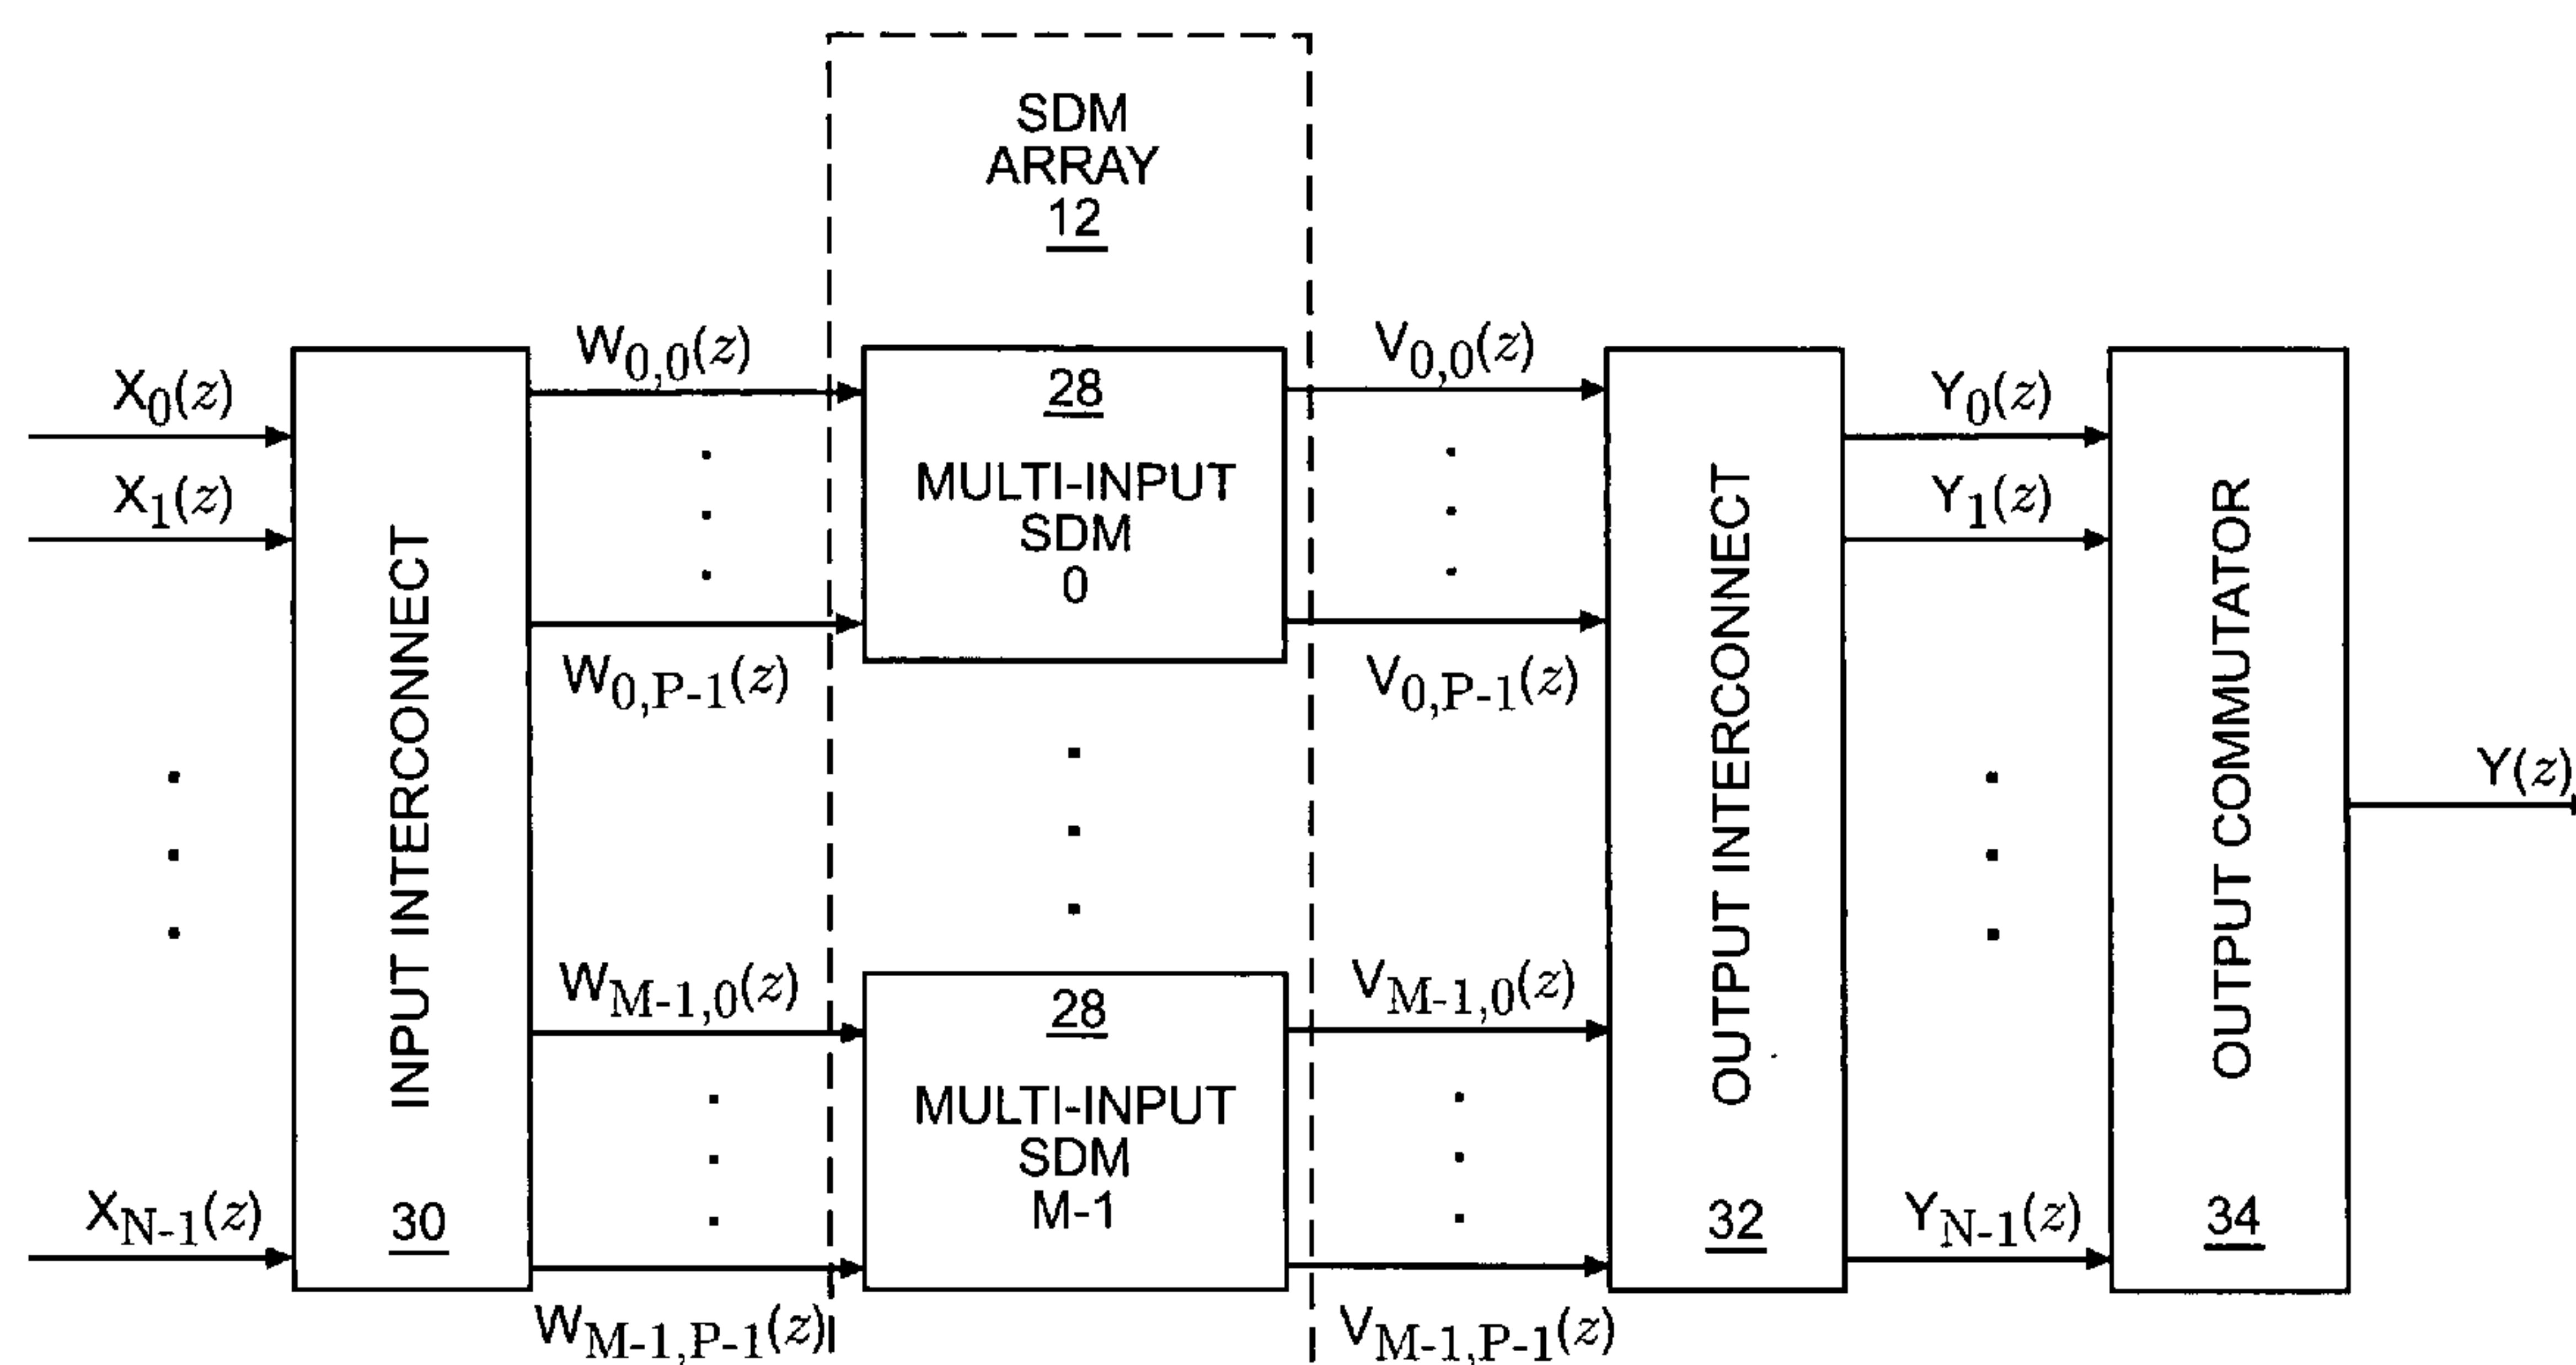 SDM
ARRAY
12
X0(z)
X1(z)
XN-1(z)
INPUT INTERCONNECT
30
W0,0(z)
W0,P-1(z)
WM-1,0(z)
WM-1,P-1(z)
28
MULTI-INPUT
SDM
0
28
MULTI-INPUT
SDM
M-1
V0,0(z)
V0,P-1(z)
VM-1,0(z)
VM-1,P-1(z)
OUTPUT INTERCONNECT
32
Y0(z)
Y1(z)
YN-1(z)
OUTPUT COMMUTATOR
34
Y(z)